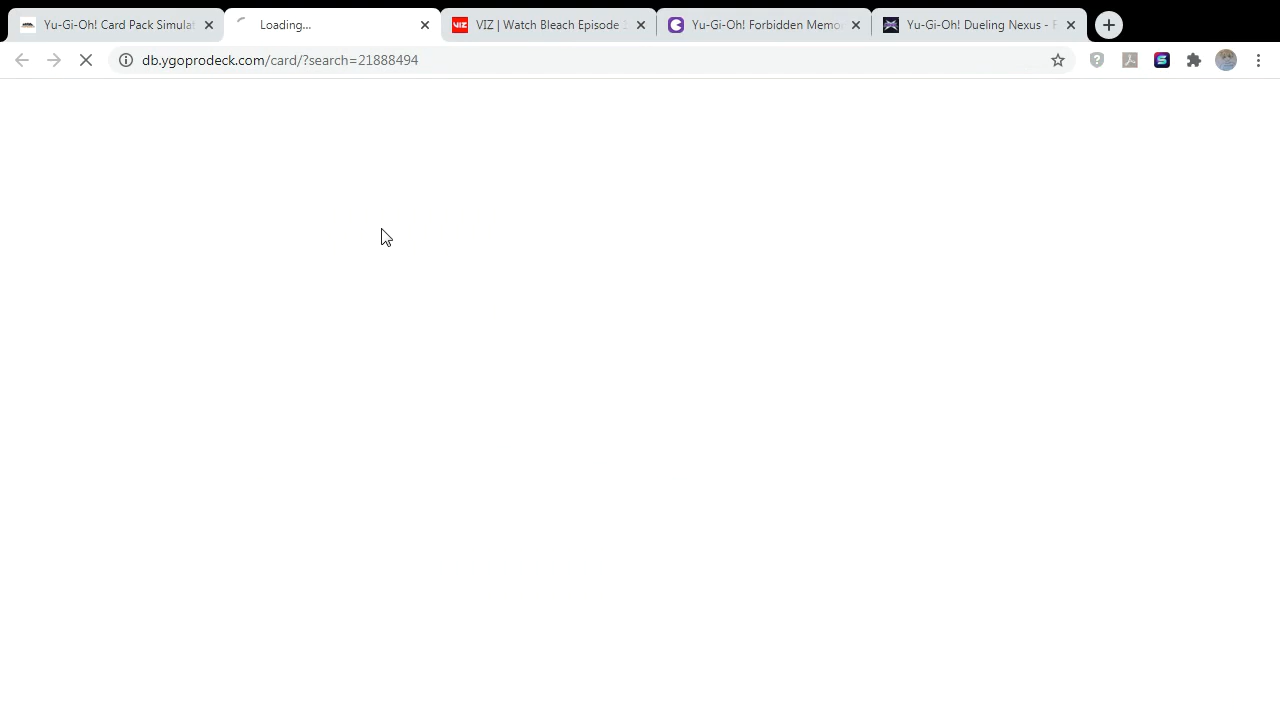 Yu-Gi-Oh! Card Pack Simulat
Loading...
VIZ | Watch Bleach Episode
Yu-Gi-Oh! Forbidden Memo
Yu-Gi-Oh! Dueling Nexus - F
db.ygoprodeck.com/card/?search=21888494